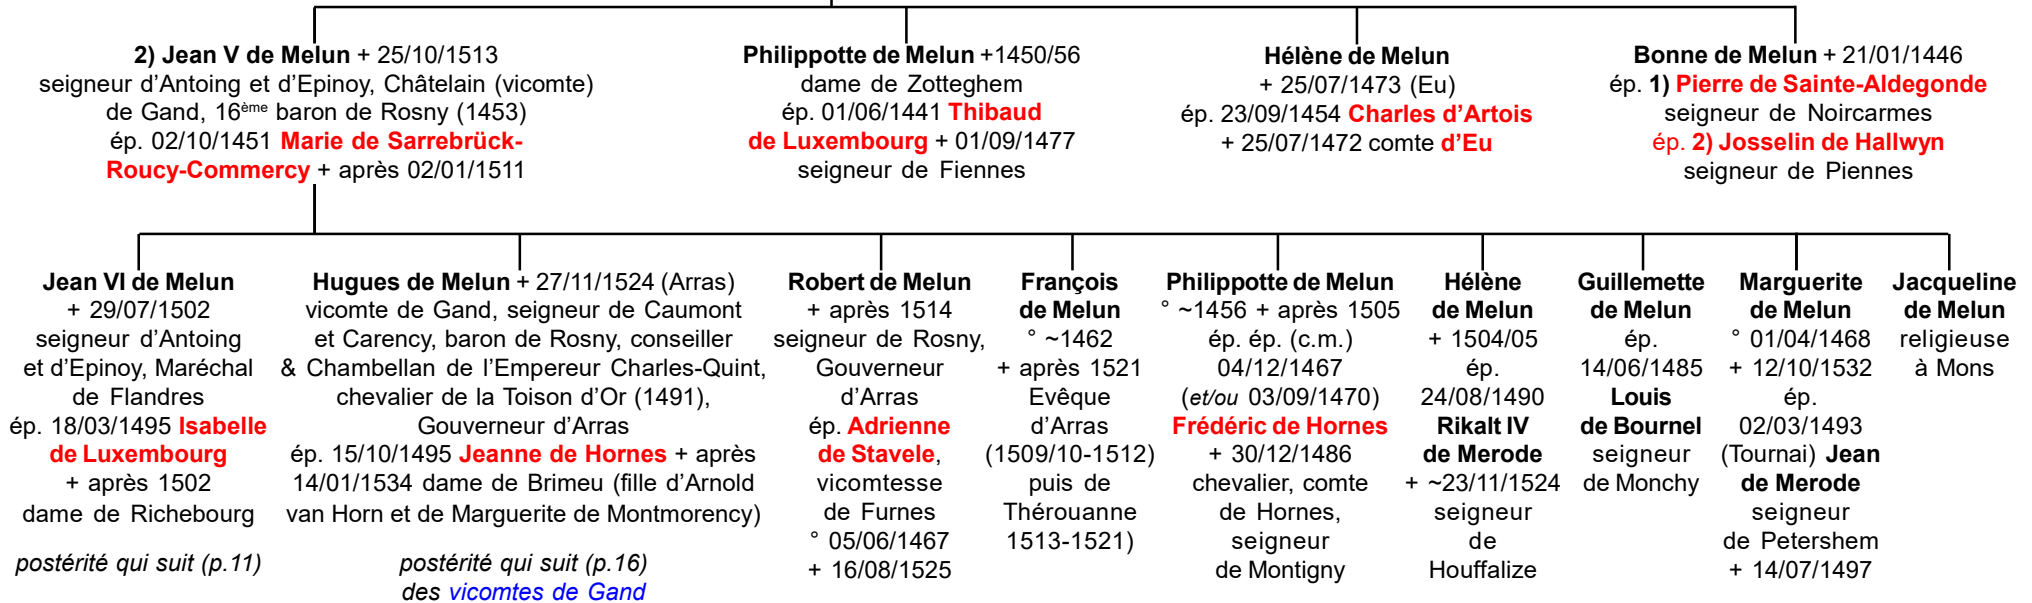 2) Jean V de Melun + 25/10/1513
seigneur d'Antoing et d'Epinoy, Châtelain (vicomte)
de Gand, 16ème baron de Rosny (1453)
ép. 02/10/1451 Marie de Sarrebrück-
Roucy-Commercy + après 02/01/1511
Philippotte de Melun +1450/56
dame de Zotteghem
ép. 01/06/1441 Thibaud
de Luxembourg + 01/09/1477
seigneur de Fiennes
Hélène de Melun
+ 25/07/1473 (Eu)
ép. 23/09/1454 Charles d'Artois
+ 25/07/1472 comte d'Eu
Bonne de Melun + 21/01/1446
ép. 1) Pierre de Sainte-Aldegonde
seigneur de Noircarmes
ép. 2) Josselin de Hallwyn
seigneur de Piennes
Jean VI de Melun
+ 29/07/1502
seigneur d'Antoing
et d'Epinoy, Maréchal
de Flandres
ép. 18/03/1495 Isabelle
de Luxembourg
+ après 1502
dame de Richebourg
postérité qui suit (p.11)
Hugues de Melun + 27/11/1524 (Arras)
vicomte de Gand, seigneur de Caumont
et Carency, baron de Rosny, conseiller
& Chambellan de l'Empereur Charles-Quint,
chevalier de la Toison d'Or (1491),
Gouverneur d'Arras
ép. 15/10/1495 Jeanne de Hornes + après
14/01/1534 dame de Brimeu (fille d'Arnold
van Horn et de Marguerite de Montmorency)
postérité qui suit (p.16)
des vicomtes de Gand
Robert de Melun
+ après 1514
seigneur de Rosny,
Gouverneur
d'Arras
ép. Adrienne
de Stavele,
vicomtesse
de Furnes
° 05/06/1467
+ 16/08/1525
François
de Melun
° ~1462
+ après 1521
Evêque
d'Arras
(1509/10-1512)
puis de
Thérouanne
1513-1521)
Philippotte de Melun
° ~1456 + après 1505
ép. ép. (c.m.)
04/12/1467
(et/ou 03/09/1470)
Frédéric de Hornes
+ 30/12/1486
chevalier, comte
de Hornes,
seigneur
de Montigny
Hélène
de Melun
+ 1504/05
ép.
24/08/1490
Rikalt IV
de Merode
+ ~23/11/1524
seigneur
de
Houffalize
Guillemette
de Melun
ép.
14/06/1485
Louis
de Bournel
seigneur
de Monchy
Marguerite
de Melun
° 01/04/1468
+ 12/10/1532
ép.
02/03/1493
(Tournai) Jean
de Merode
seigneur
de Petershem
+ 14/07/1497
Jacqueline
de Melun
religieuse
à Mons